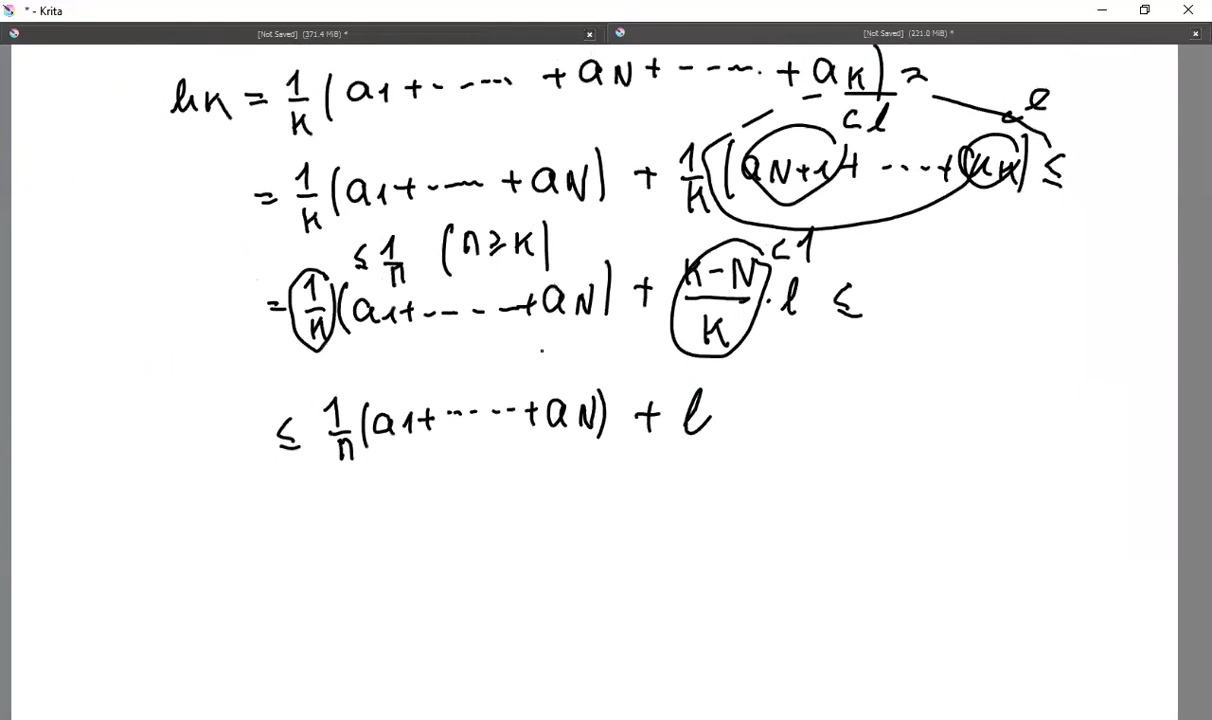 * - Krita
[Not Saved] (371.4 MiB) *
[Not Saved] (221.0 MiB) *
bk = 1/k (a1 + ..... + aN + ..... + ak) =
< l
l
= 1/k (a1 + ..... + aN) + 1/k (aN+1 + ..... + ak) ≤
≤ 1/n (n ≥ k)
< 1
= 1/k (a1 + ..... + aN) + K-N/K · l ≤
≤ 1/n (a1 + ..... + aN) + l